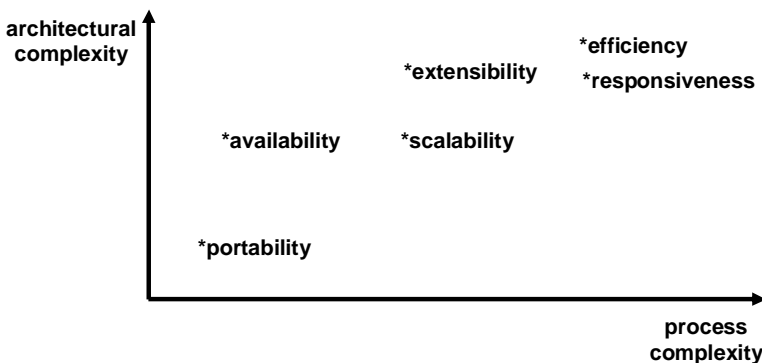 architectural
complexity
*efficiency
*extensibility
*responsiveness
*availability
*scalability
*portability
process
complexity